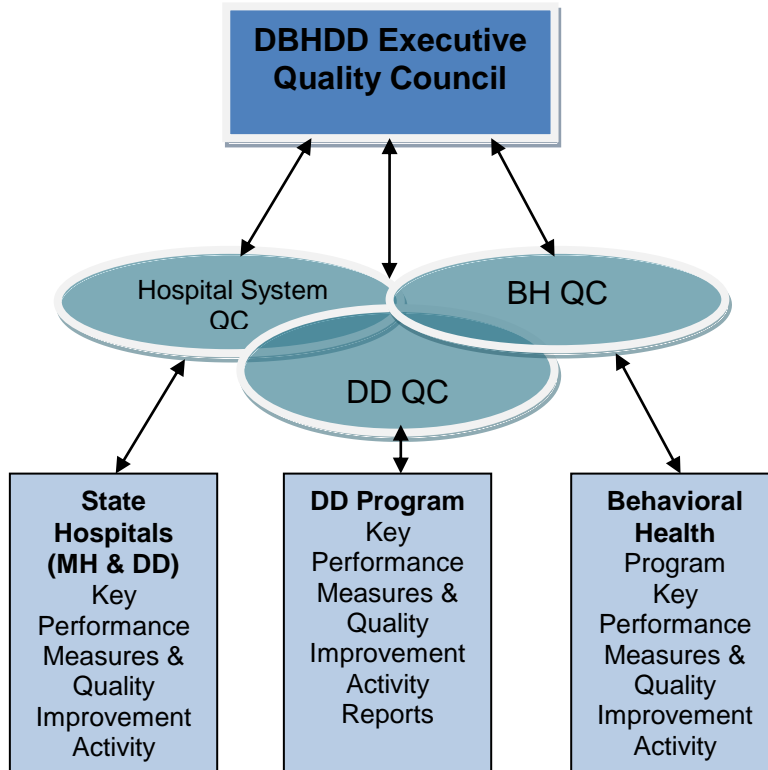 DBHDD Executive
Quality Council
Hospital System
QC
BH QC
DD QC
State
Hospitals
(MH & DD)
Key
Performance
Measures &
Quality
Improvement
Activity
DD Program
Key
Performance
Measures &
Quality
Improvement
Activity
Reports
Behavioral
Health
Program
Key
Performance
Measures &
Quality
Improvement
Activity